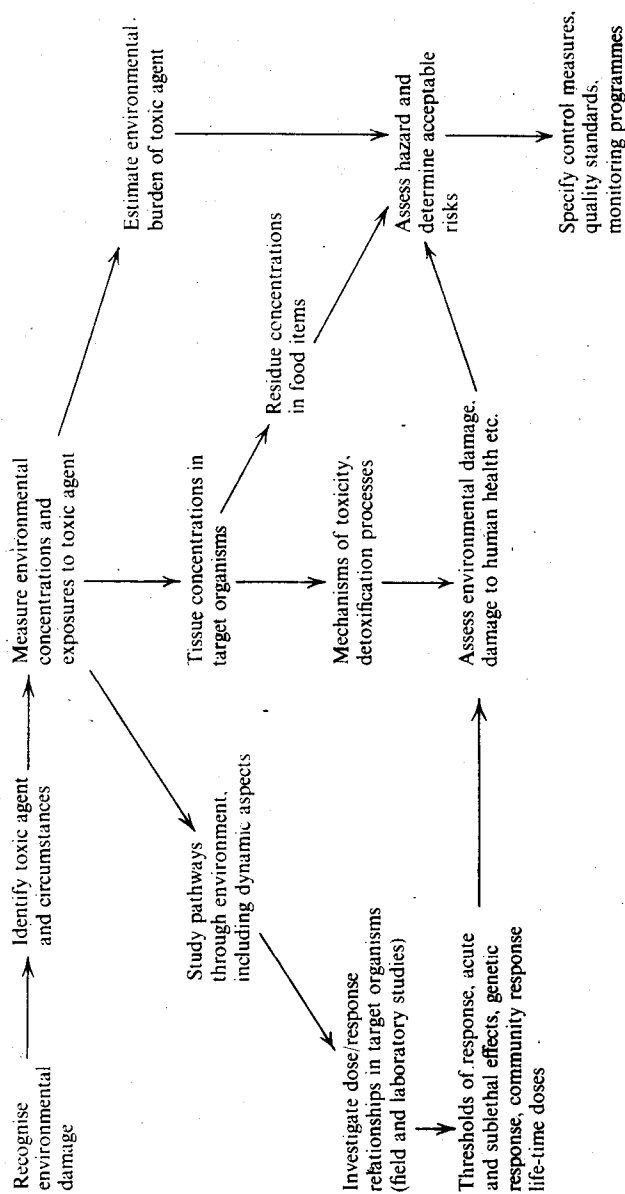 Recognise
environmental
damage
Identify toxic agent
and circumstances
Measure environmental
concentrations and
exposures to toxic agent
Estimate environmental
burden of toxic agent
Study pathways
through environment,
including dynamic aspects
Tissue concentrations in
target organisms
Residue concentrations
in food items
Investigate dose/response
relationships in target organisms
(field and laboratory studies)
Mechanisms of toxicity,
detoxification processes
Thresholds of response, acute
and sublethal effects, genetic
response, community response
life-time doses
Assess environmental damage.
damage to human health etc.
Assess hazard and
determine acceptable
risks
Specify control measures,
quality standards,
monitoring programmes